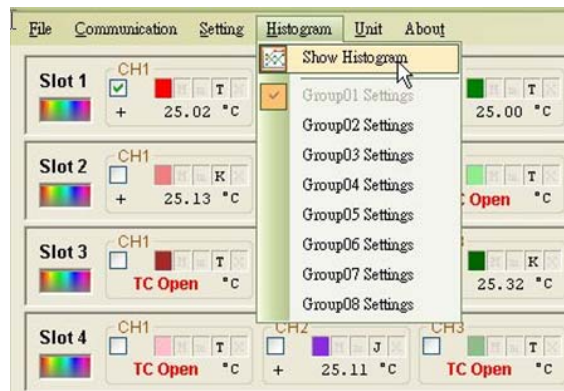 File Communication Setting Histogram Unit About
Show Histogram
Group01 Settings
Group02 Settings
Group03 Settings
Group04 Settings
Group05 Settings
Group06 Settings
Group07 Settings
Group08 Settings
Slot 1
CH1
T
+ 25.02 °C
T
25.00 °C
Slot 2
CH1
K
+ 25.13 °C
T
Open °C
Slot 3
CH1
T
TC Open °C
K
25.32 °C
Slot 4
CH1
T
TC Open °C
CH2
J
+ 25.11 °C
CH3
T
TC Open °C